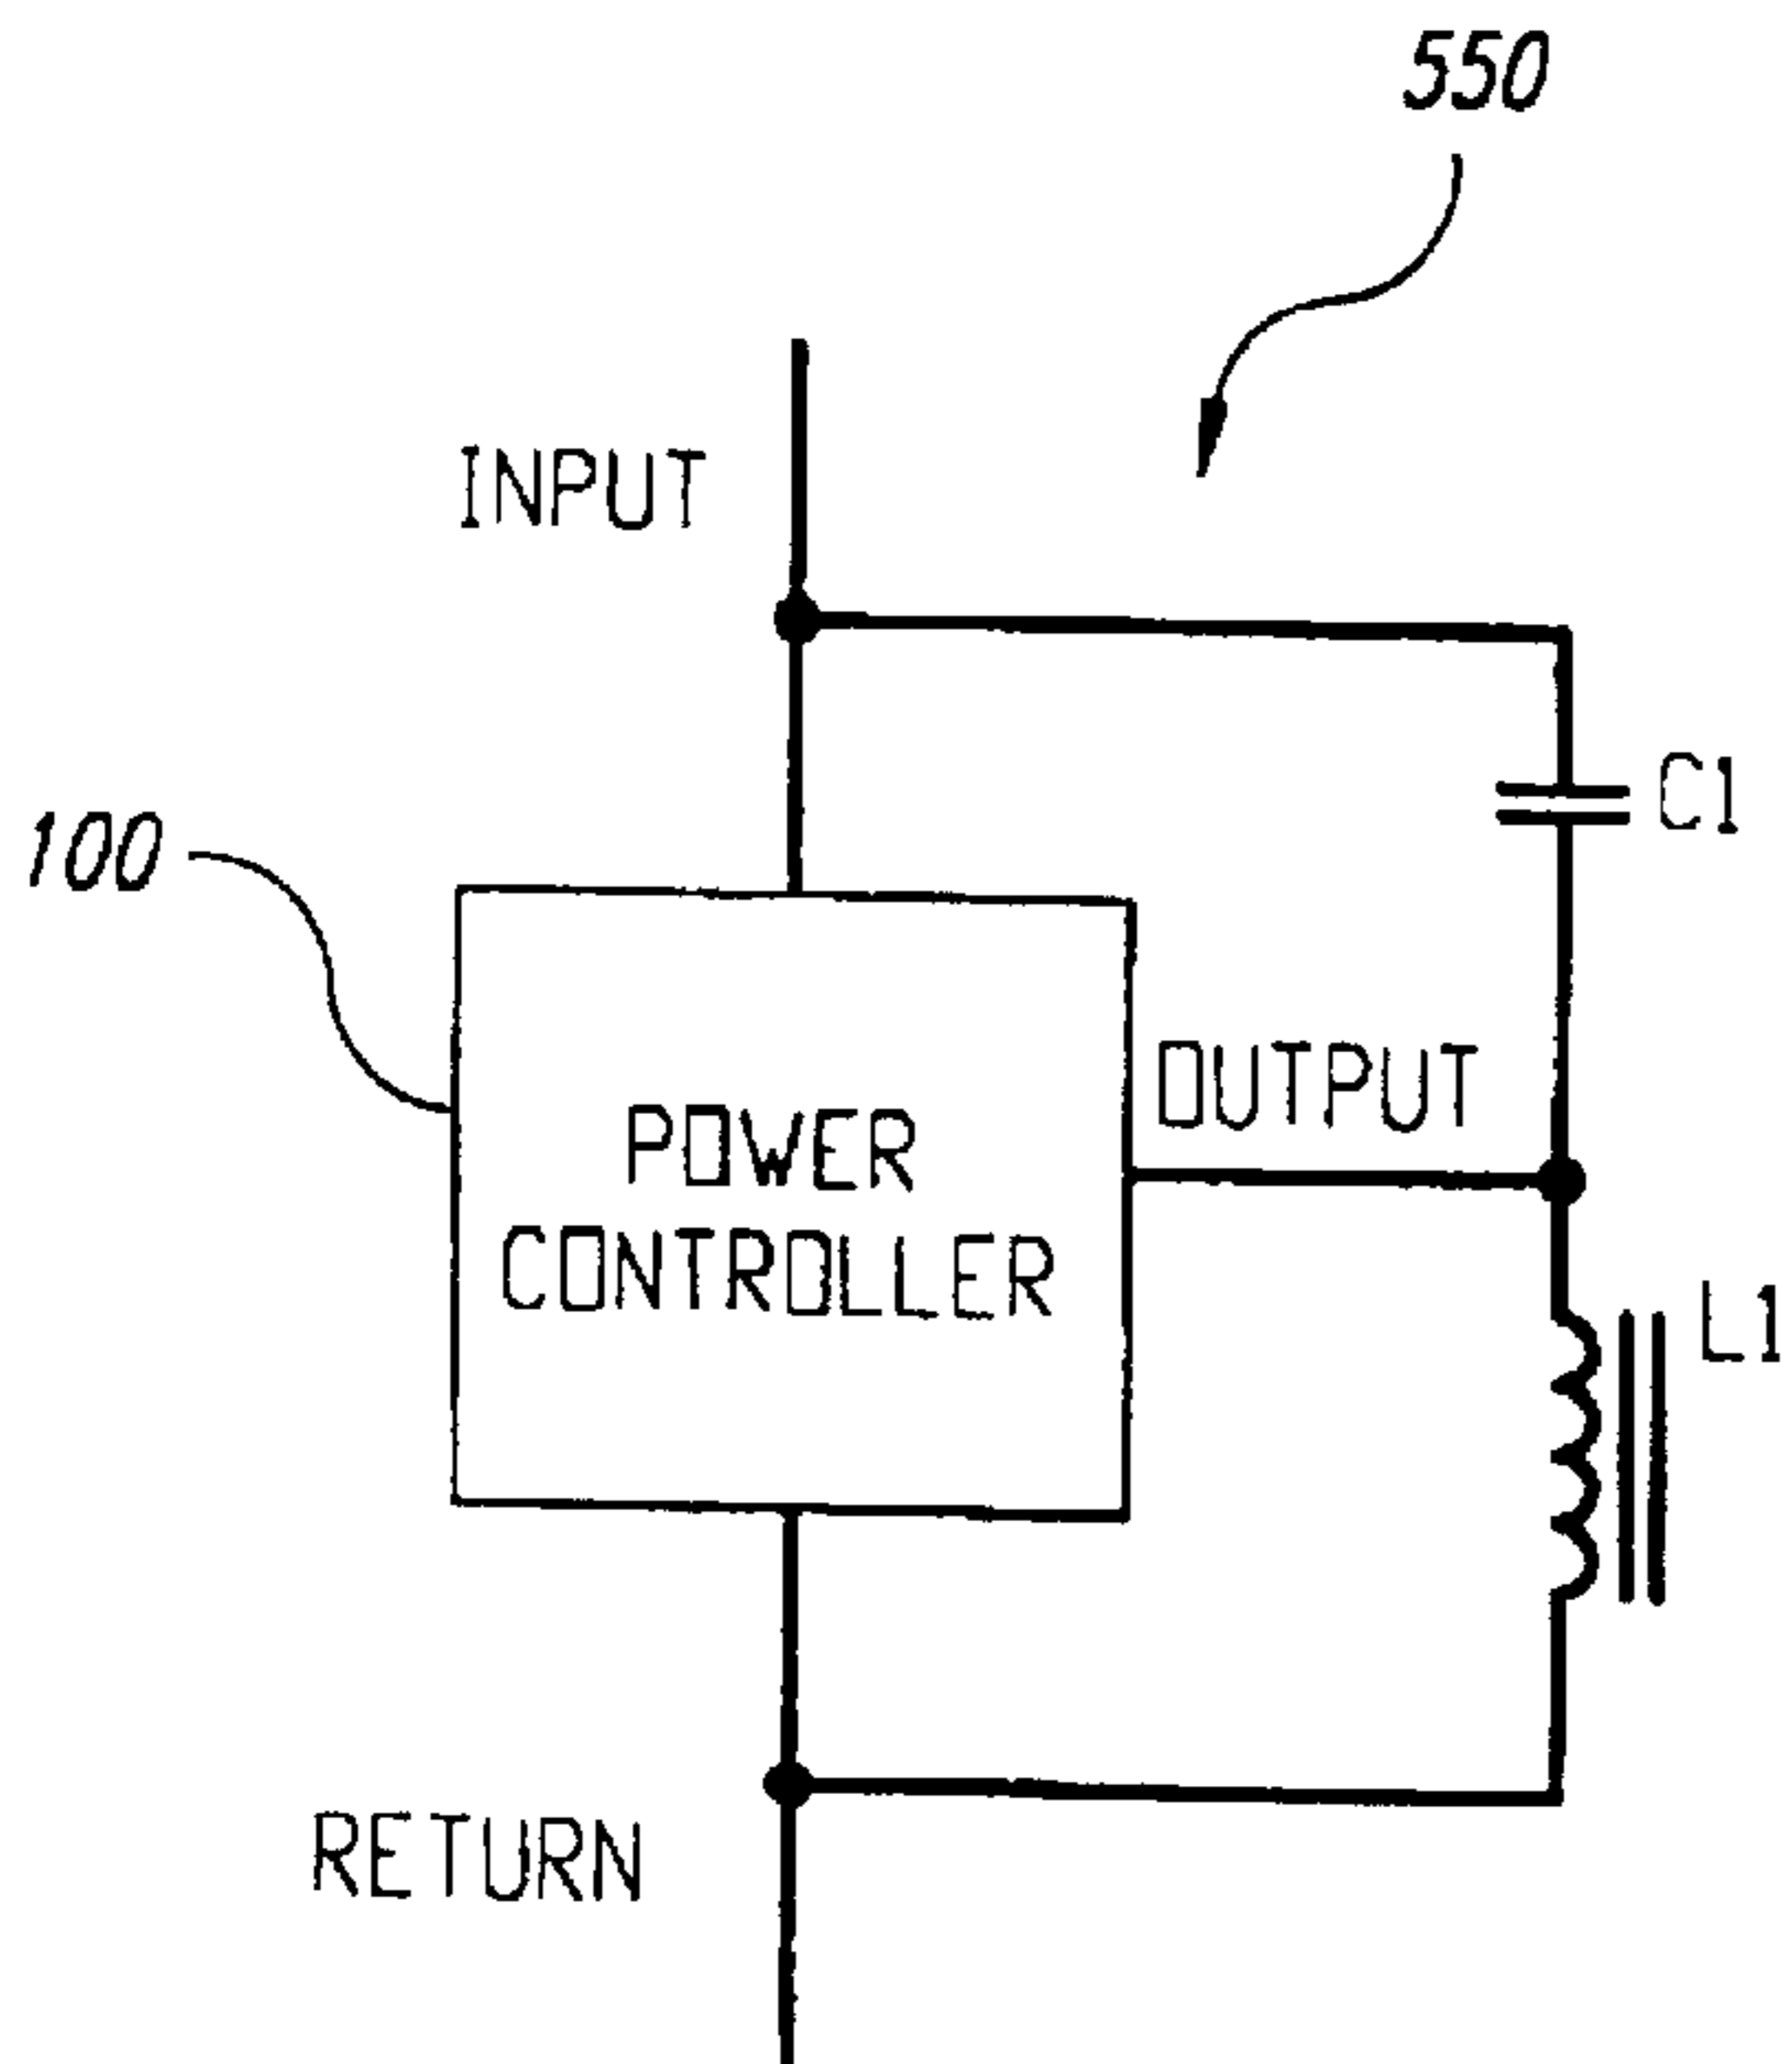 550
INPUT
C1
100
OUTPUT
POWER
CONTROLLER
L1
RETURN